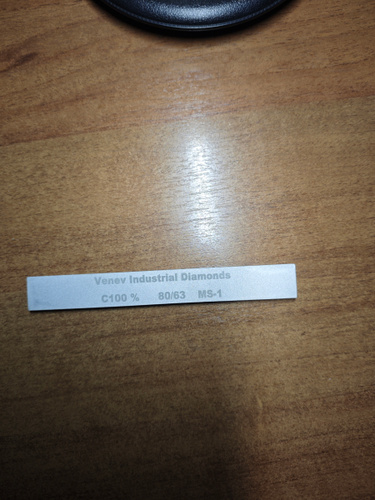 Venev Industrial Diamonds
C100 % 80/63 MS-1